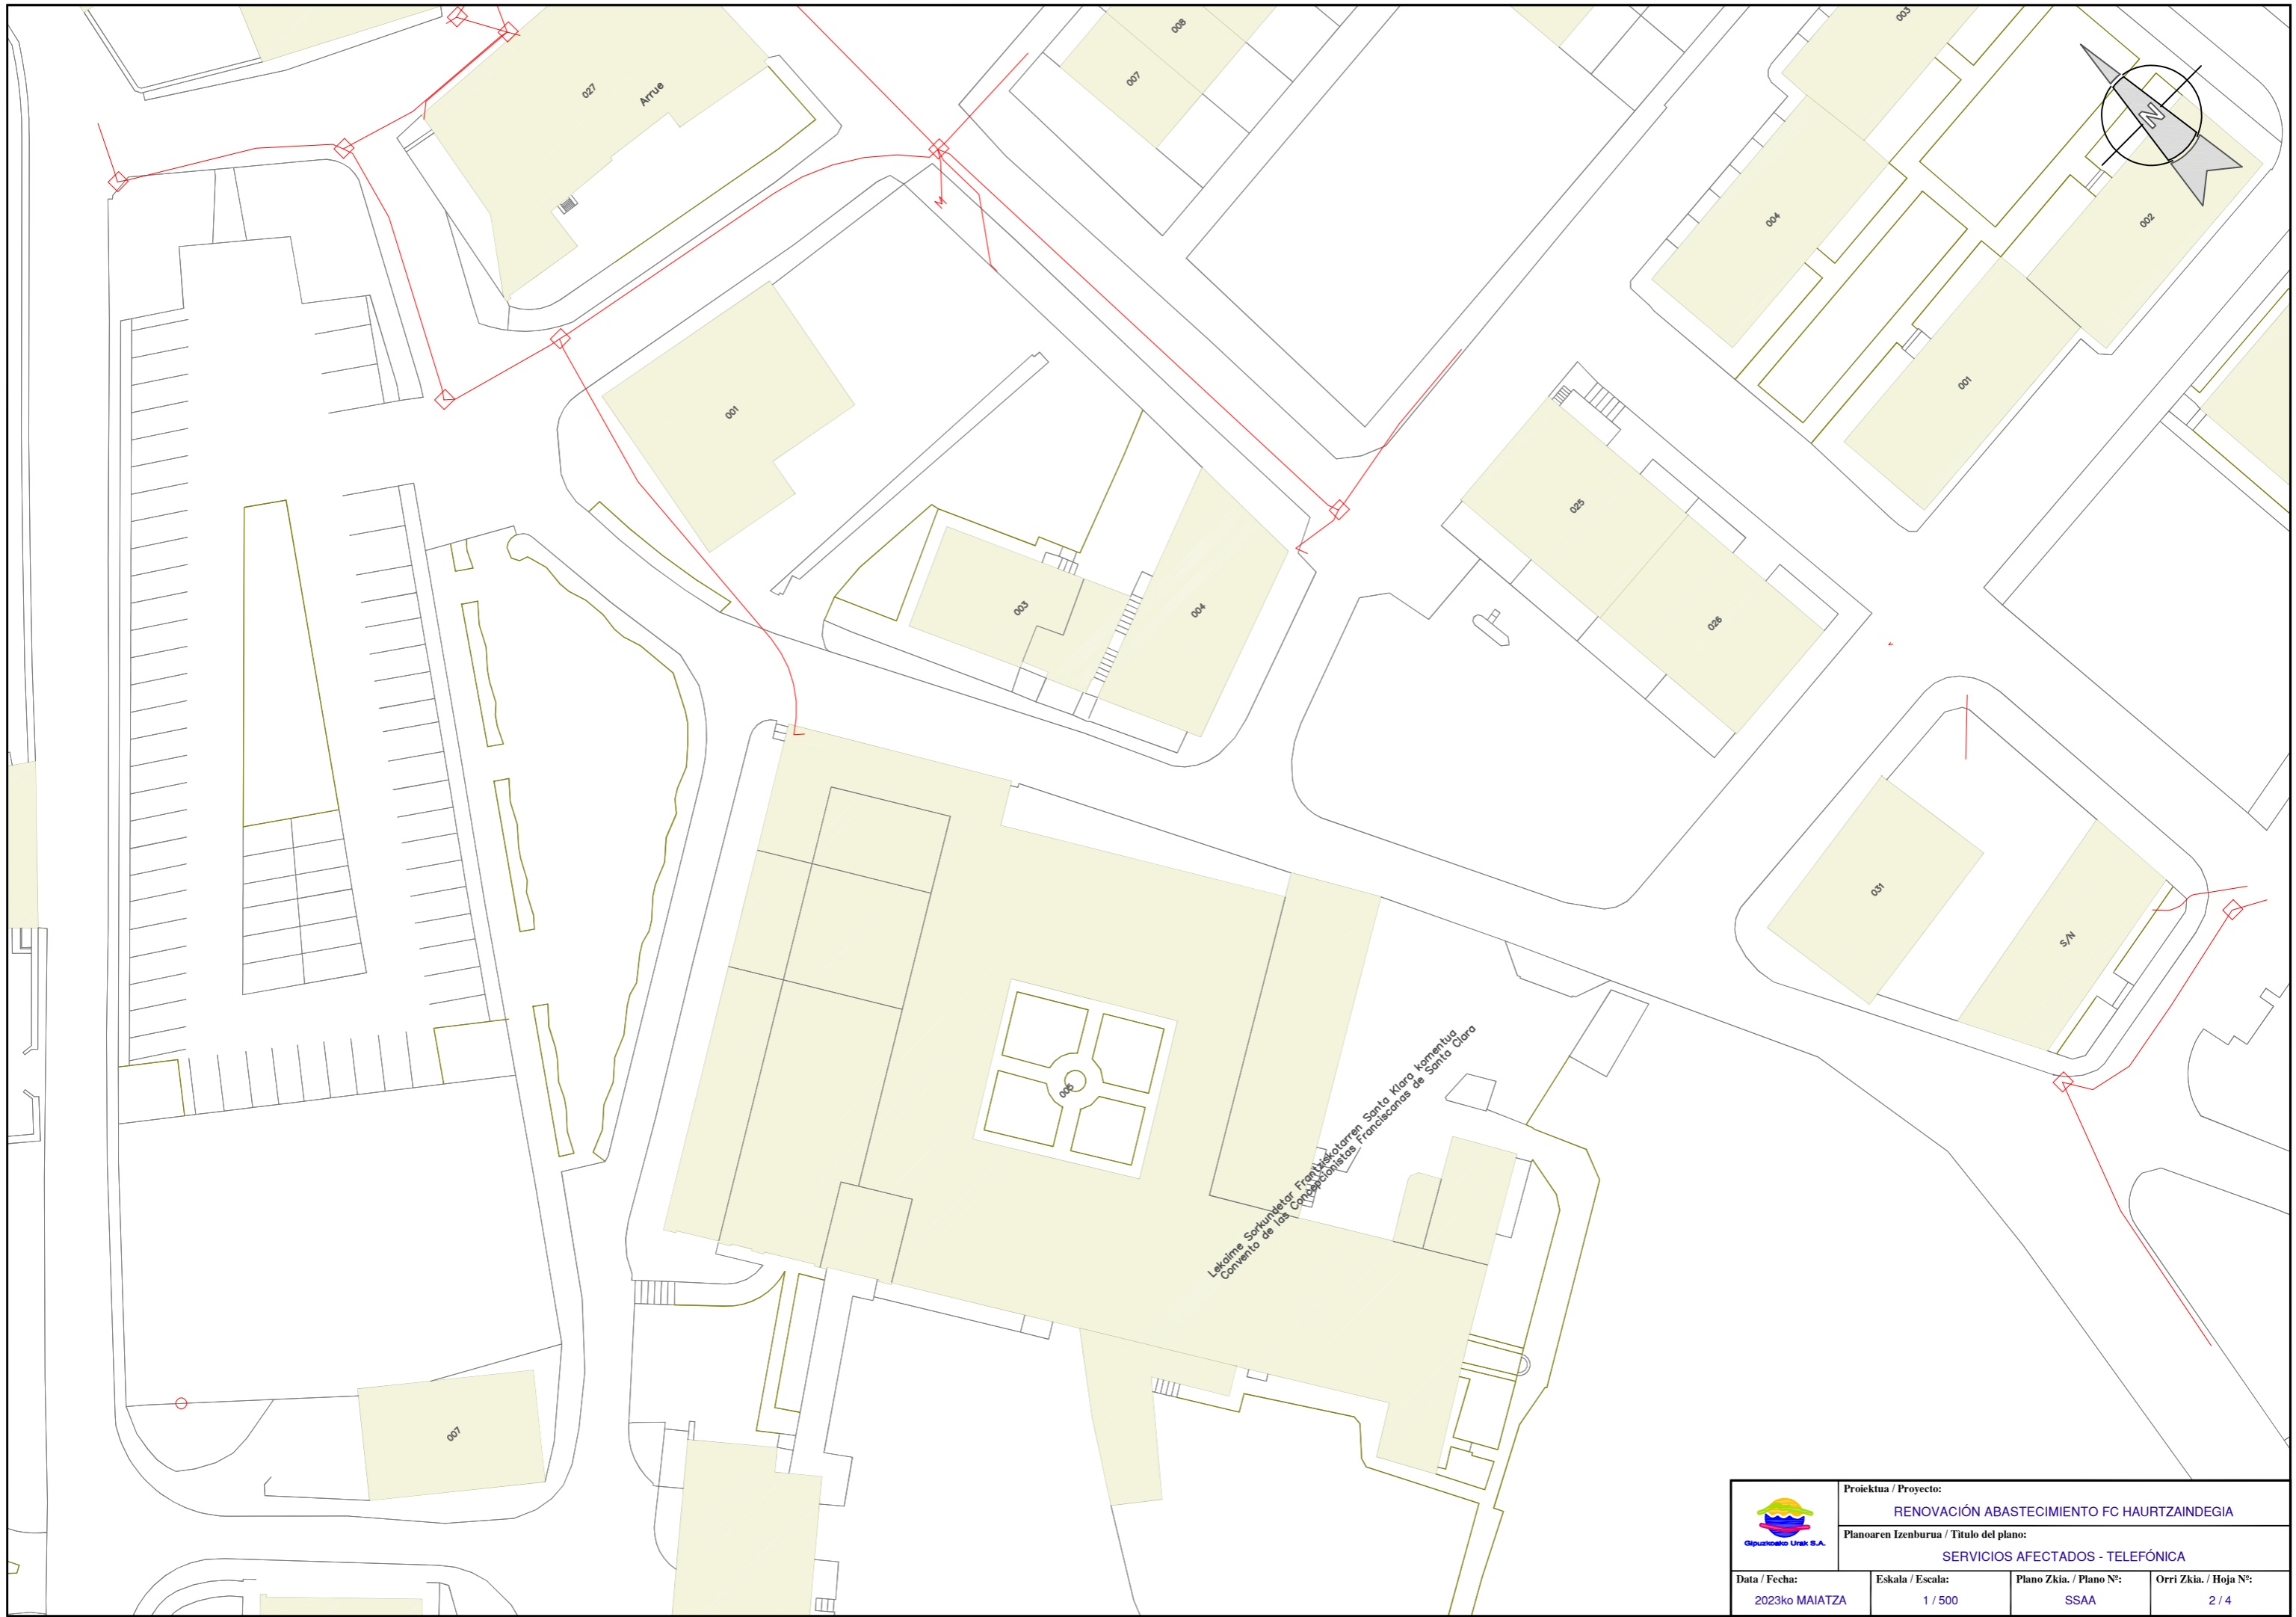 008
003
027
Arrue
007
N
004
002
M
001
001
025
003
004
026
031
S/N
005
Lekaime Sorkundetar Frantziskotarren Santa Klara komentua
Convento de las Concepcionistas Franciscanas de Santa Clara
007
Gipuzkoako Urak S.A.
Proiektua / Proyecto:
RENOVACIÓN ABASTECIMIENTO FC HAURTZAINDEGIA
Planoaren Izenburua / Titulo del plano:
SERVICIOS AFECTADOS - TELEFÓNICA
Data / Fecha:
2023ko MAIATZA
Eskala / Escala:
1 / 500
Plano Zkia. / Plano Nº:
SSAA
Orri Zkia. / Hoja Nº:
2 / 4